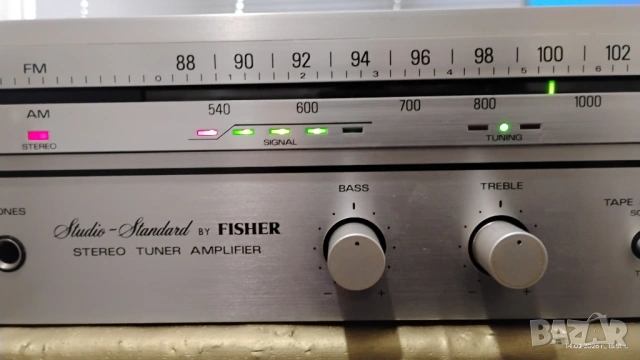 FM 88 90 92 94 96 98 100 102
0 1 2 3 4 5 6
AM 540 600 700 800 1000
STEREO SIGNAL TUNING
BASS TREBLE TAPE
Studio-Standard BY FISHER
STEREO TUNER AMPLIFIER
- + - +
BAZAR